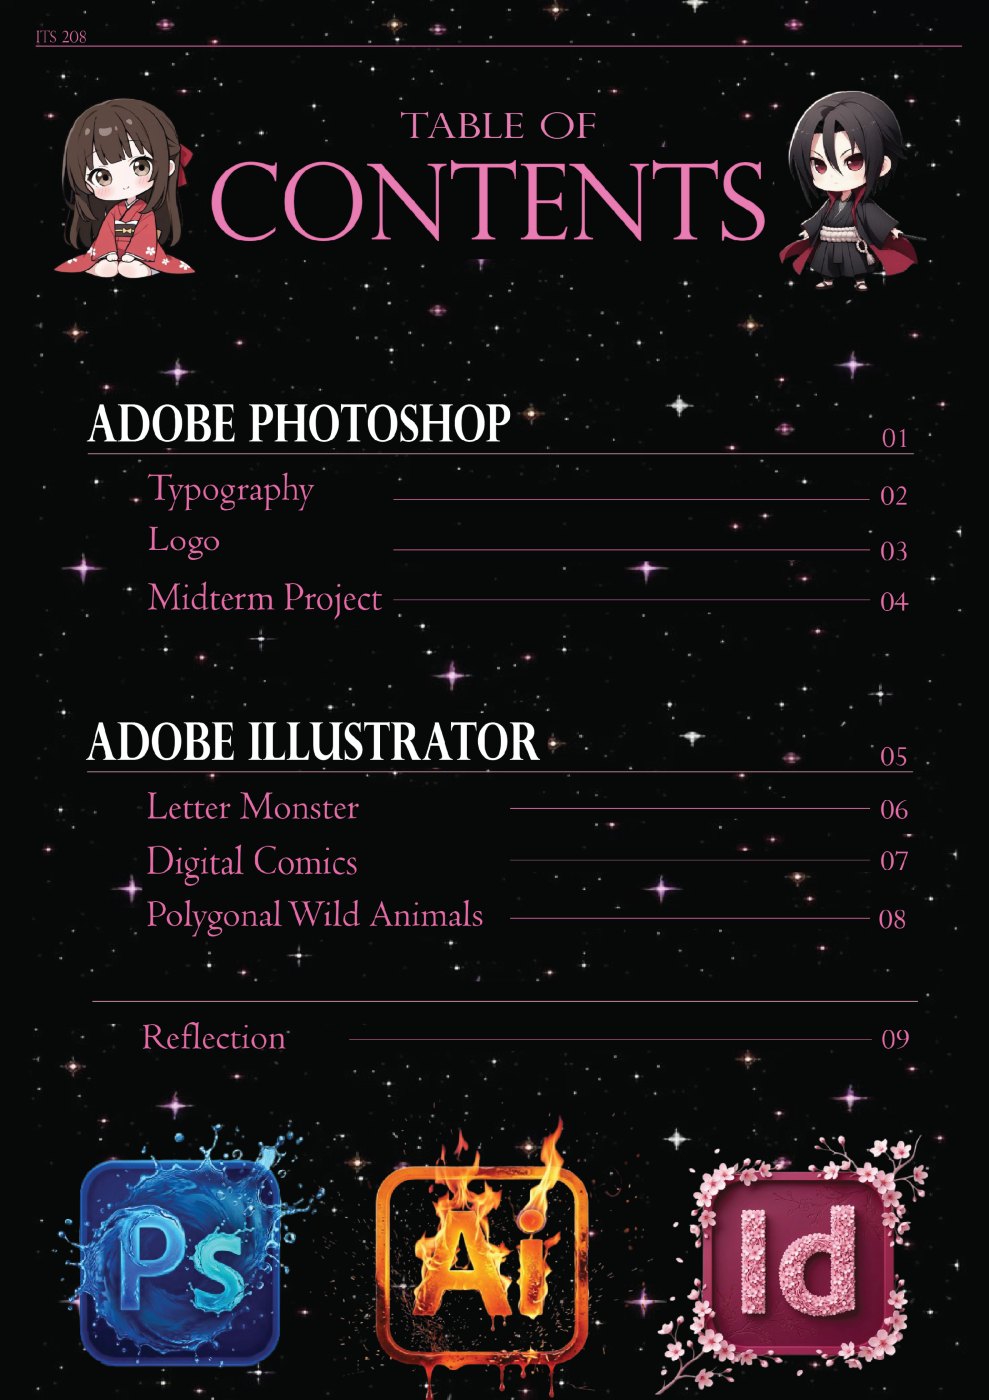 ITS 208
TABLE OF
CONTENTS
ADOBE PHOTOSHOP 01
Typography 02
Logo 03
Midterm Project 04
ADOBE ILLUSTRATOR 05
Letter Monster 06
Digital Comics 07
Polygonal Wild Animals 08
Reflection 09
Ps Ai Id